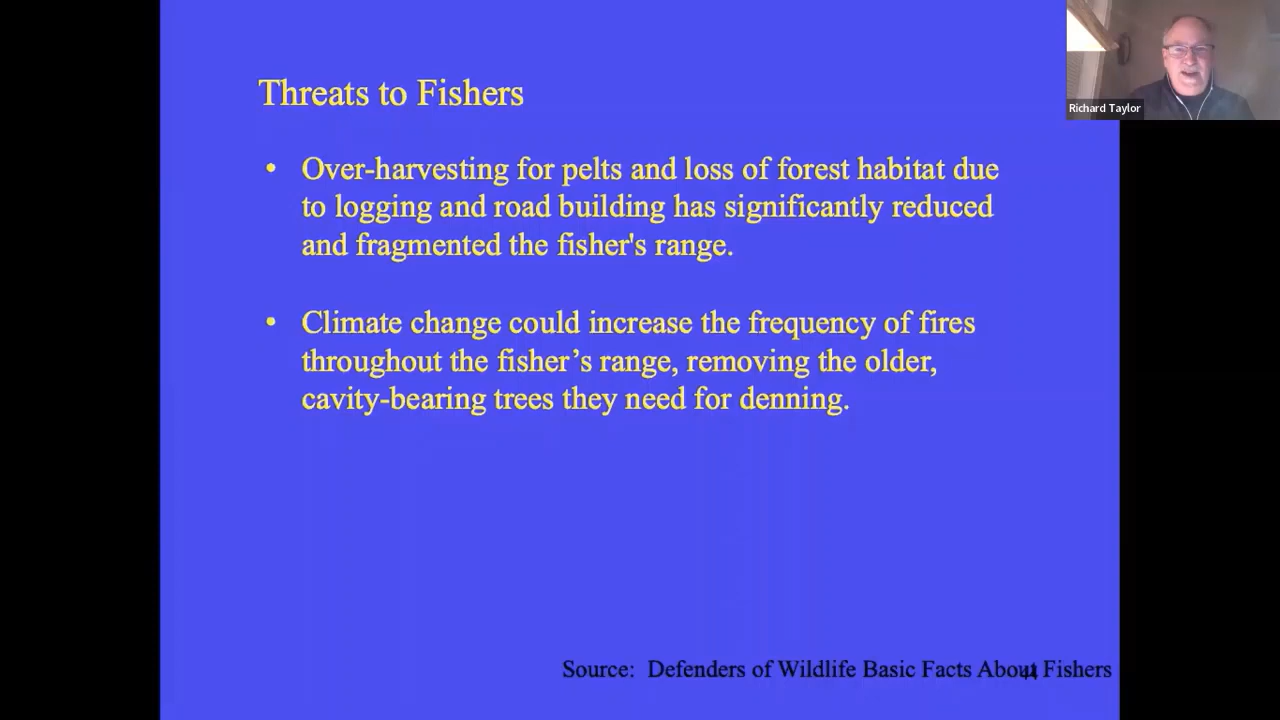 Threats to Fishers
Richard Taylor
• Over-harvesting for pelts and loss of forest habitat due
to logging and road building has significantly reduced
and fragmented the fisher's range.
• Climate change could increase the frequency of fires
throughout the fisher’s range, removing the older,
cavity-bearing trees they need for denning.
Source: Defenders of Wildlife Basic Facts About Fishers